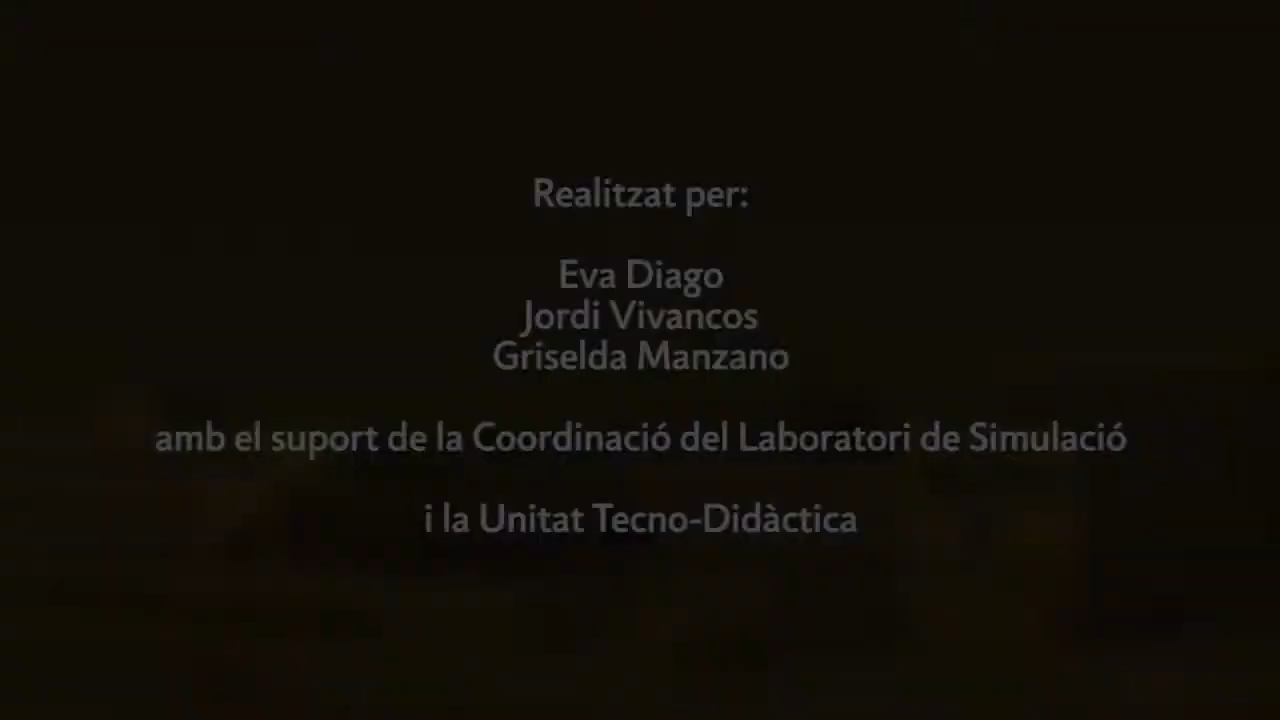 Realitzat per:
Eva Diago
Jordi Vivancos
Griselda Manzano
amb el suport de la Coordinació del Laboratori de Simulació
i la Unitat Tecno-Didàctica